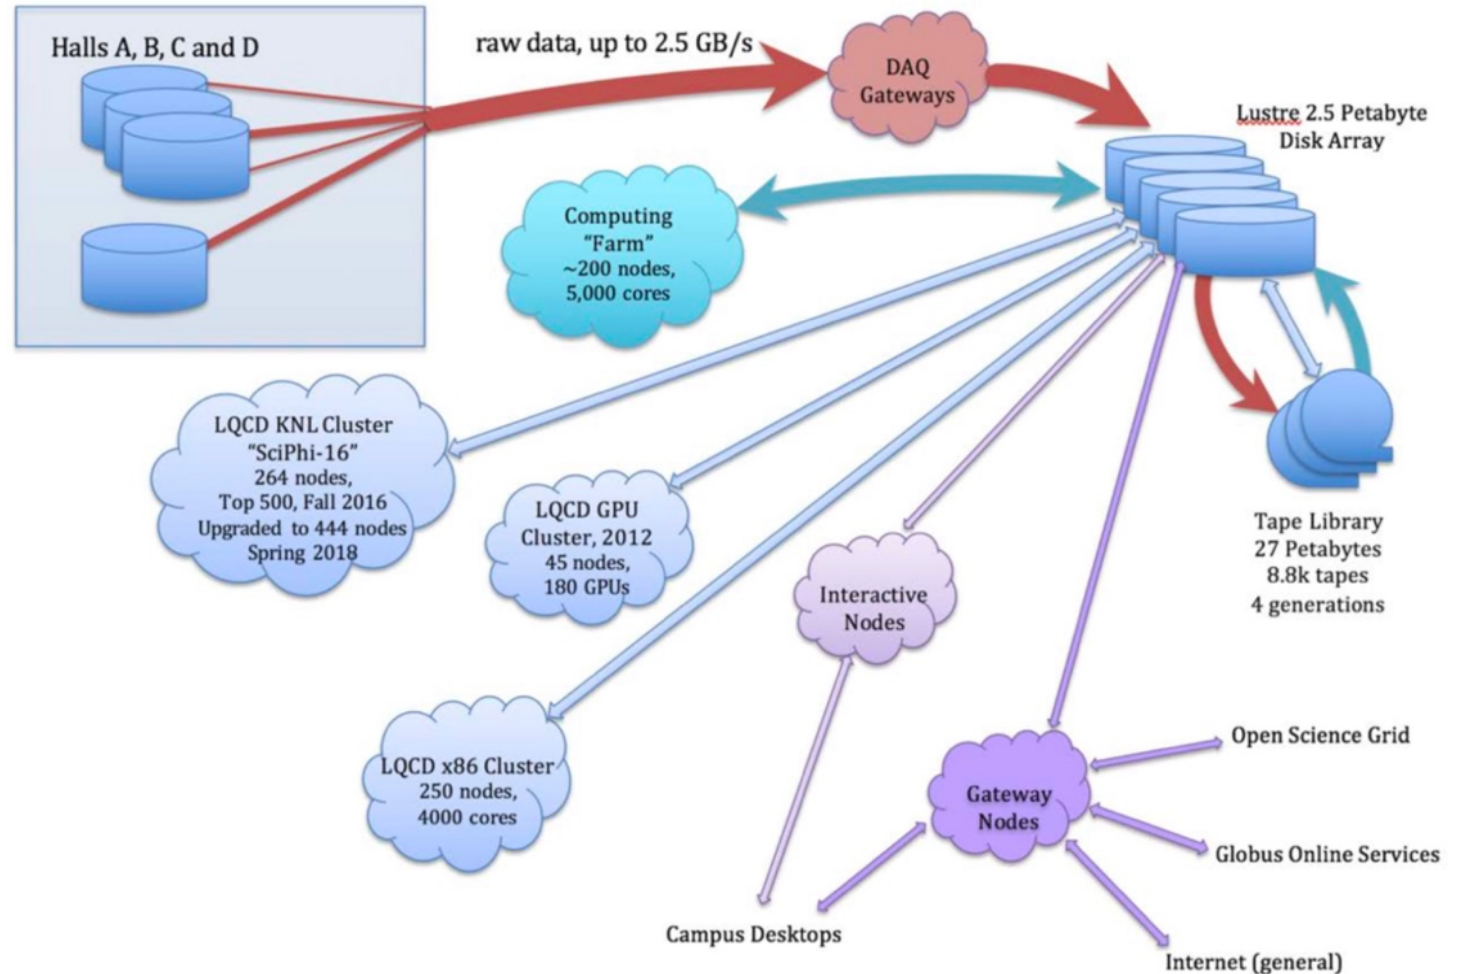 Halls A, B, C and D
raw data, up to 2.5 GB/s
DAQ
Gateways
Lustre 2.5 Petabyte
Disk Array
Computing
“Farm”
~200 nodes,
5,000 cores
LQCD KNL Cluster
“SciPhi-16”
264 nodes,
Top 500, Fall 2016
Upgraded to 444 nodes
Spring 2018
LQCD GPU
Cluster, 2012
45 nodes,
180 GPUs
Tape Library
27 Petabytes
8.8k tapes
4 generations
Interactive
Nodes
LQCD x86 Cluster
250 nodes,
4000 cores
Gateway
Nodes
Open Science Grid
Globus Online Services
Campus Desktops
Internet (general)